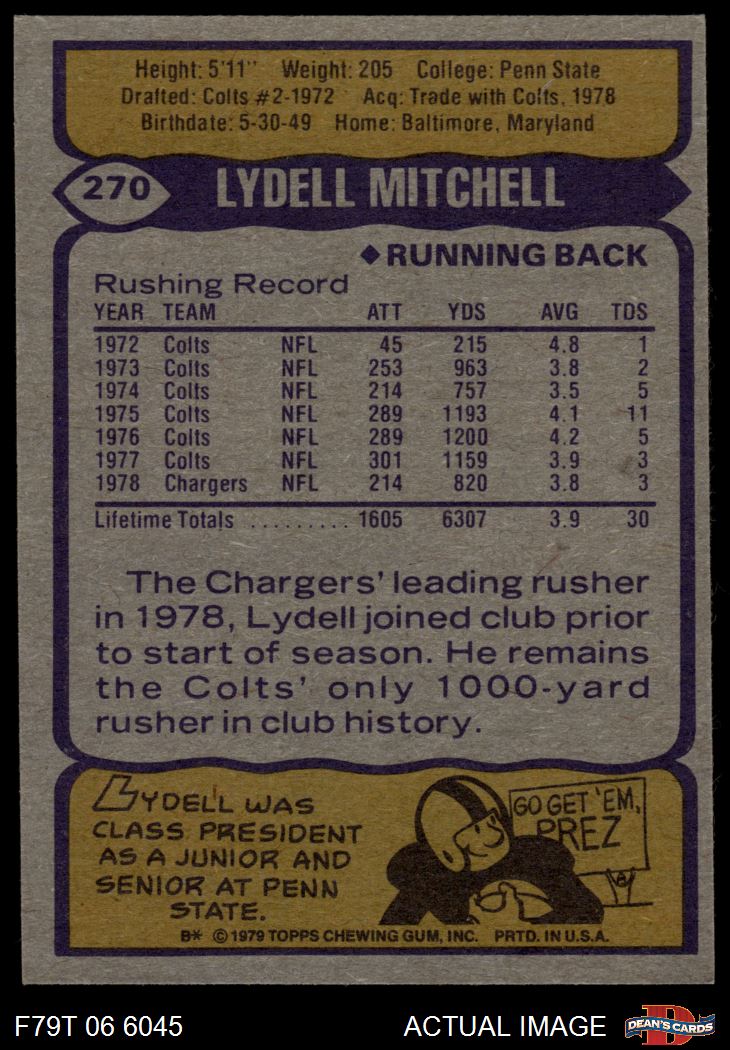 Height: 5'11" Weight: 205 College: Penn State
Drafted: Colts #2-1972 Acq: Trade with Colts, 1978
Birthdate: 5-30-49 Home: Baltimore, Maryland
270 LYDELL MITCHELL
◆RUNNING BACK
Rushing Record
YEAR TEAM ATT YDS AVG TDS
1972 Colts NFL 45 215 4.8 1
1973 Colts NFL 253 963 3.8 2
1974 Colts NFL 214 757 3.5 5
1975 Colts NFL 289 1193 4.1 11
1976 Colts NFL 289 1200 4.2 5
1977 Colts NFL 301 1159 3.9 3
1978 Chargers NFL 214 820 3.8 3
Lifetime Totals ......... 1605 6307 3.9 30
The Chargers' leading rusher
in 1978, Lydell joined club prior
to start of season. He remains
the Colts' only 1000-yard
rusher in club history.
LYDELL WAS
CLASS PRESIDENT
AS A JUNIOR AND
SENIOR AT PENN
STATE.
GO GET 'EM,
PREZ
B* © 1979 TOPPS CHEWING GUM, INC. PRTD. IN U.S.A.
F79T 06 6045 ACTUAL IMAGE D DEAN'S CARDS